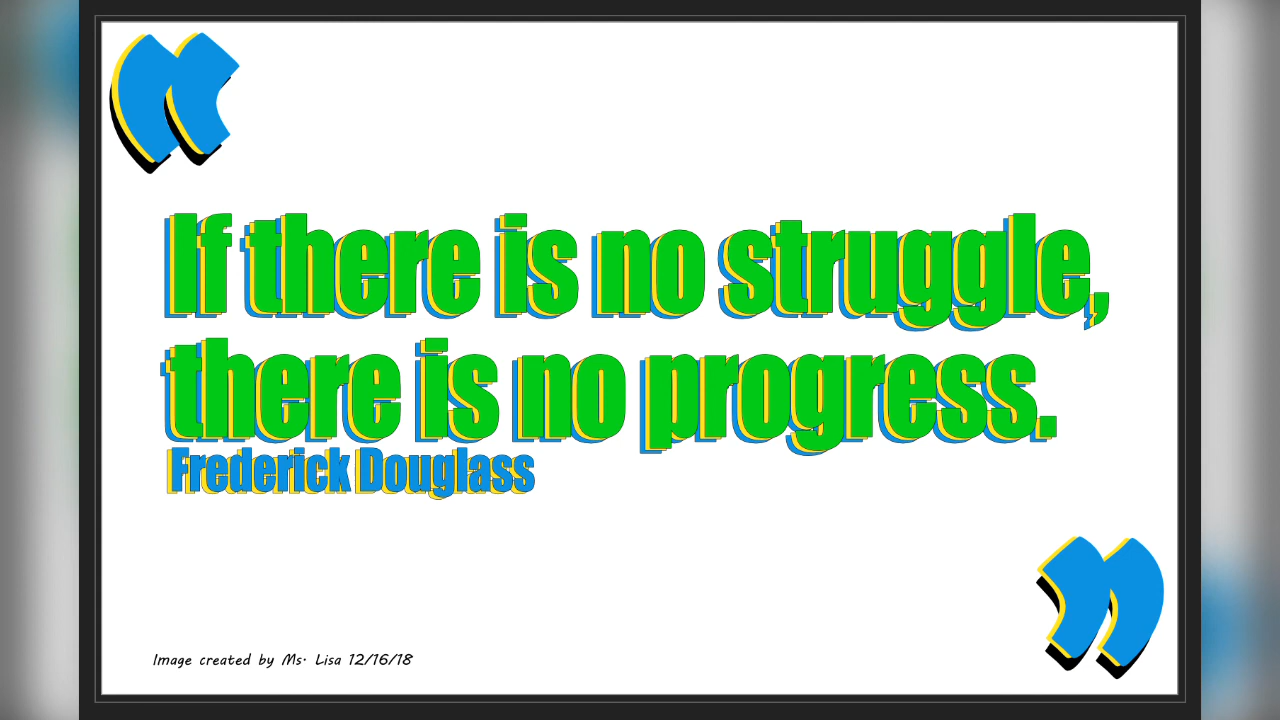 If there is no struggle,
there is no progress.
Frederick Douglass
Image created by Ms. Lisa 12/16/18